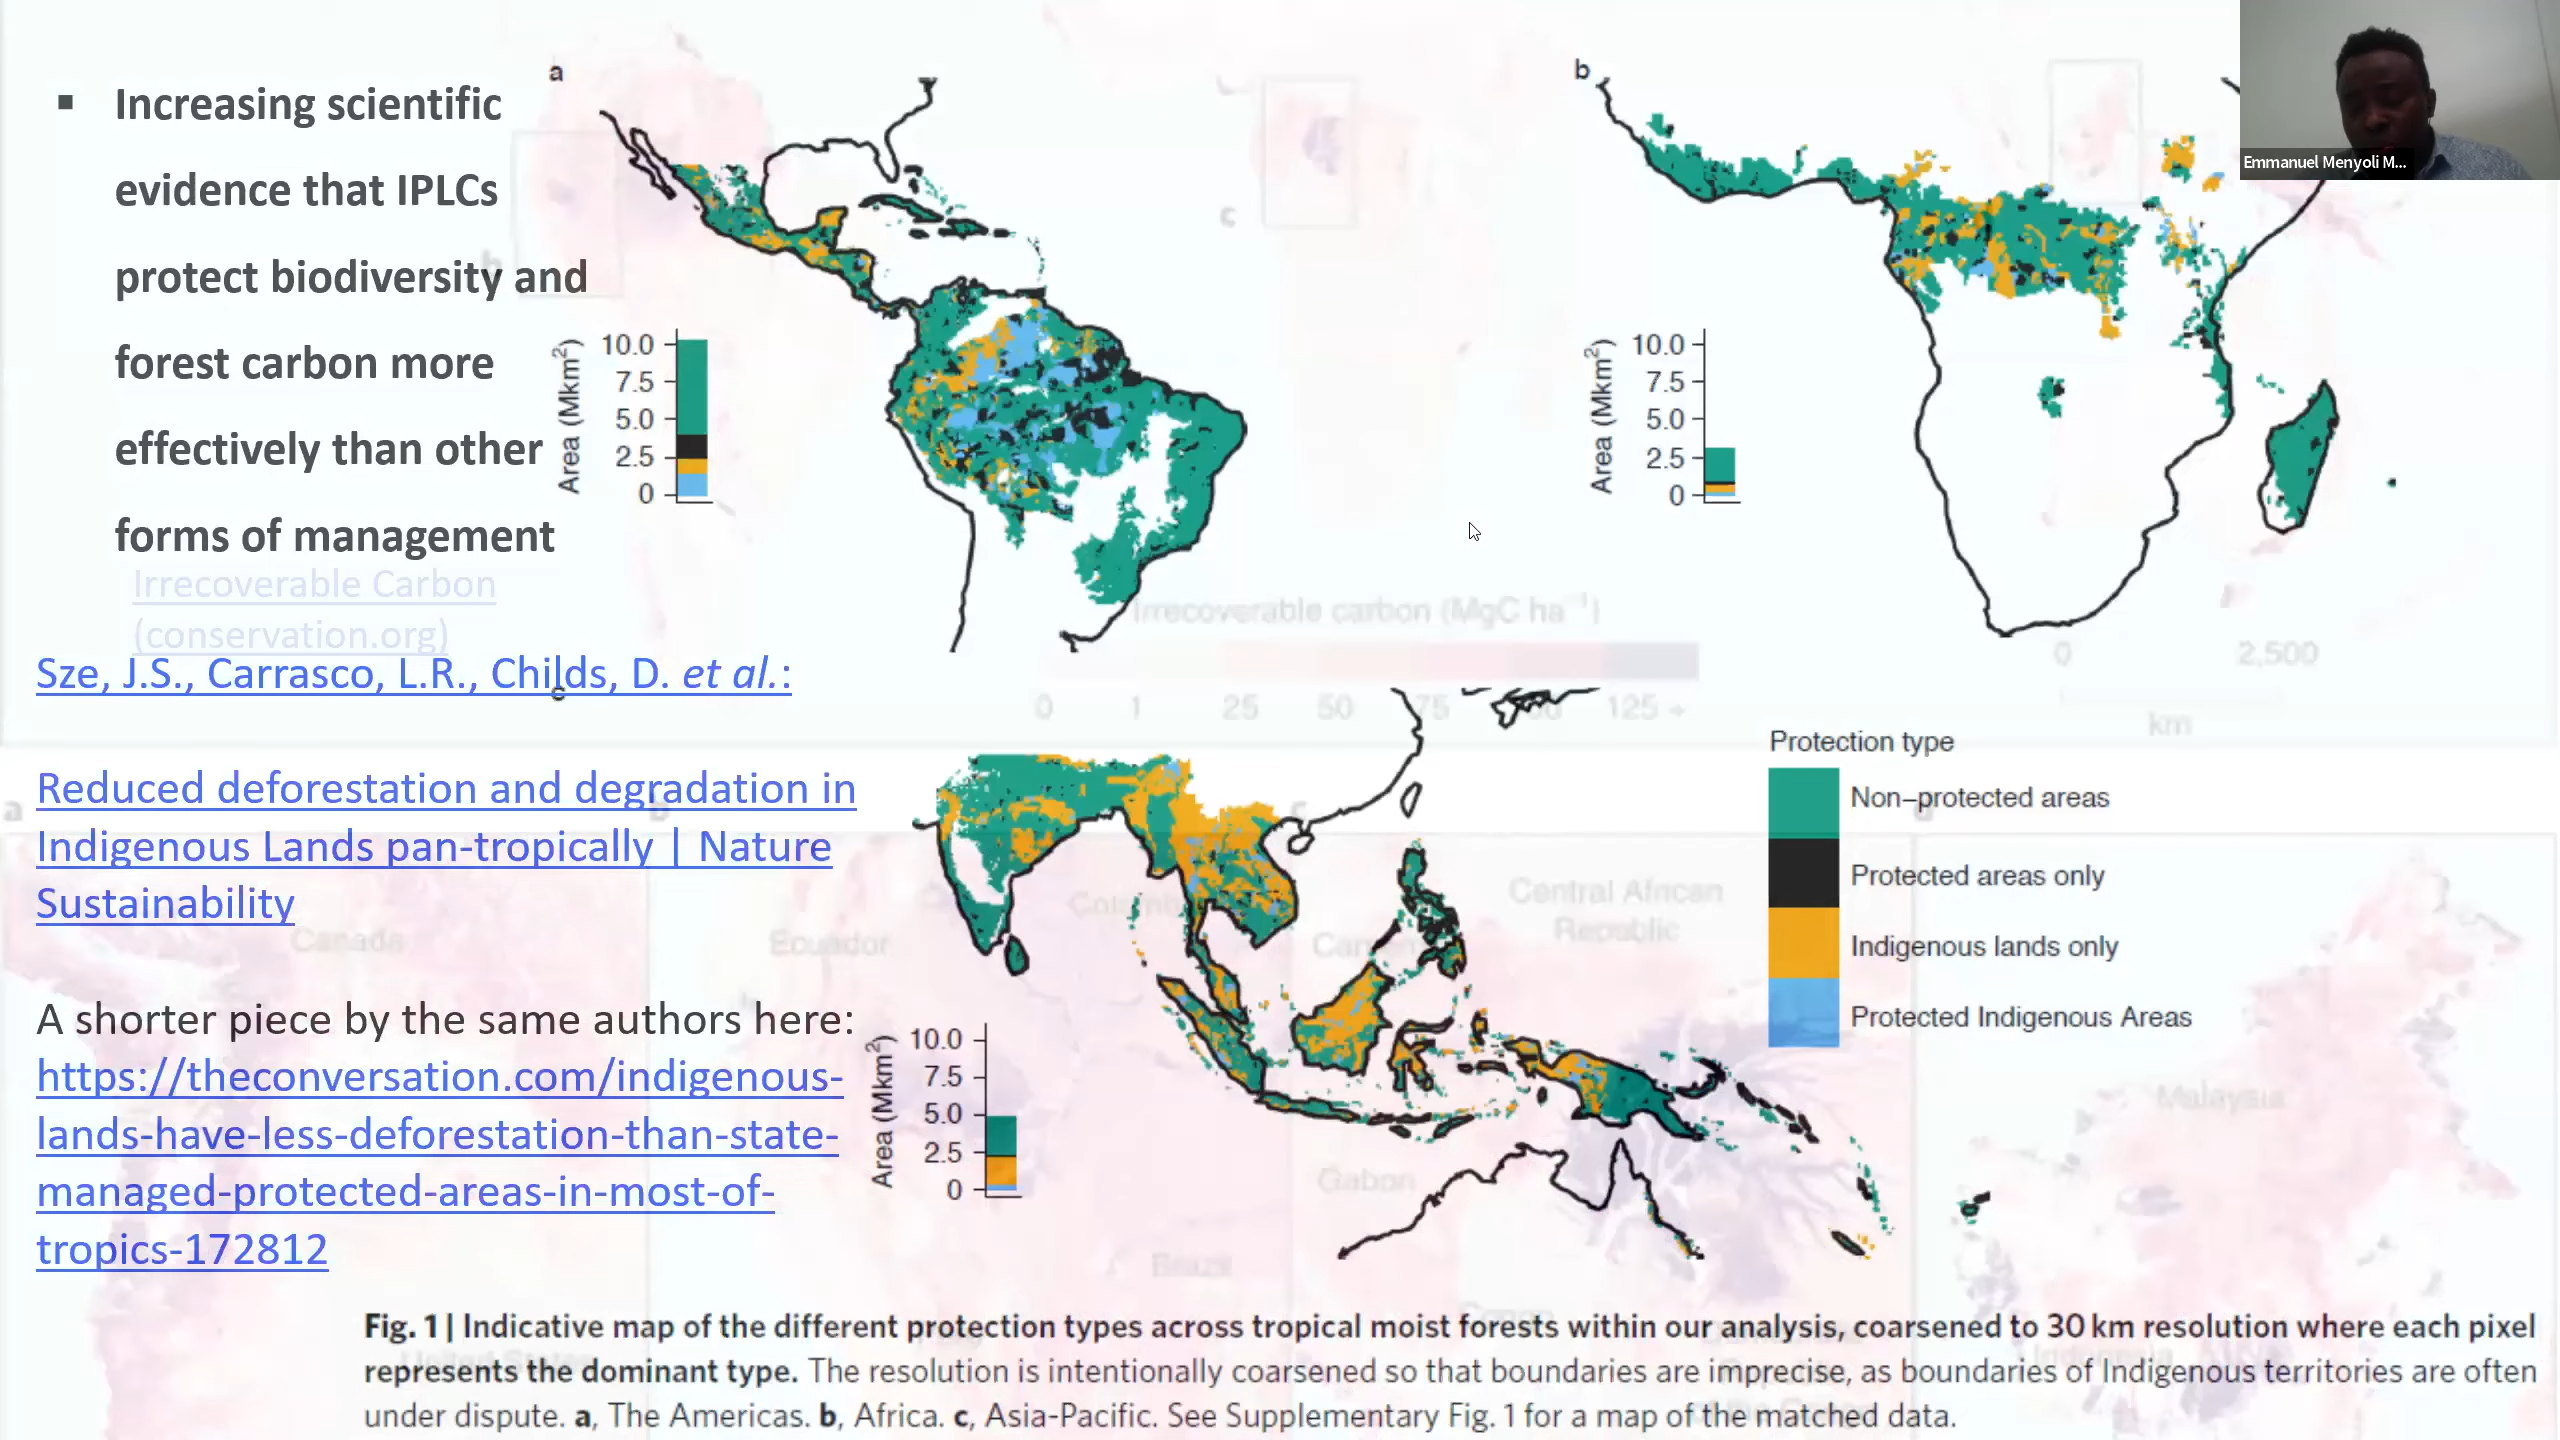 ▪ Increasing scientific
evidence that IPLCs
protect biodiversity and
forest carbon more
effectively than other
forms of management
Irrecoverable Carbon
(conservation.org)
Sze, J.S., Carrasco, L.R., Childs, D. et al.:
Reduced deforestation and degradation in
Indigenous Lands pan-tropically | Nature
Sustainability
A shorter piece by the same authors here:
https://theconversation.com/indigenous-
lands-have-less-deforestation-than-state-
managed-protected-areas-in-most-of-
tropics-172812
a
Area (Mkm²)
10.0
7.5
5.0
2.5
0
b
Area (Mkm²)
10.0
7.5
5.0
2.5
0
Emmanuel Menyoli M...
c
Irrecoverable carbon (MgC ha⁻¹)
0 1 25 50 75 125 +
0 2,500
km
c
Area (Mkm²)
10.0
7.5
5.0
2.5
0
Protection type
Non–protected areas
Protected areas only
Indigenous lands only
Protected Indigenous Areas
a
b
b
Canada
Ecuador
Central African
Republic
Gabon
Brazil
Malaysia
United States
Indonesia
Fig. 1 | Indicative map of the different protection types across tropical moist forests within our analysis, coarsened to 30 km resolution where each pixel
represents the dominant type. The resolution is intentionally coarsened so that boundaries are imprecise, as boundaries of Indigenous territories are often
under dispute. a, The Americas. b, Africa. c, Asia-Pacific. See Supplementary Fig. 1 for a map of the matched data.